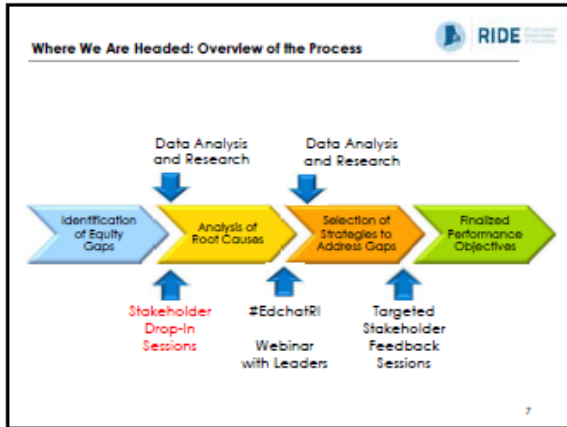 Where We Are Headed: Overview of the Process
RIDE
Data Analysis
and Research
Data Analysis
and Research
Identification
of Equity
Gaps
Analysis of
Root Causes
Selection of
Strategies to
Address Gaps
Finalized
Performance
Objectives
Stakeholder
Drop-In
Sessions
#EdchatRI
Webinar
with Leaders
Targeted
Stakeholder
Feedback
Sessions
7